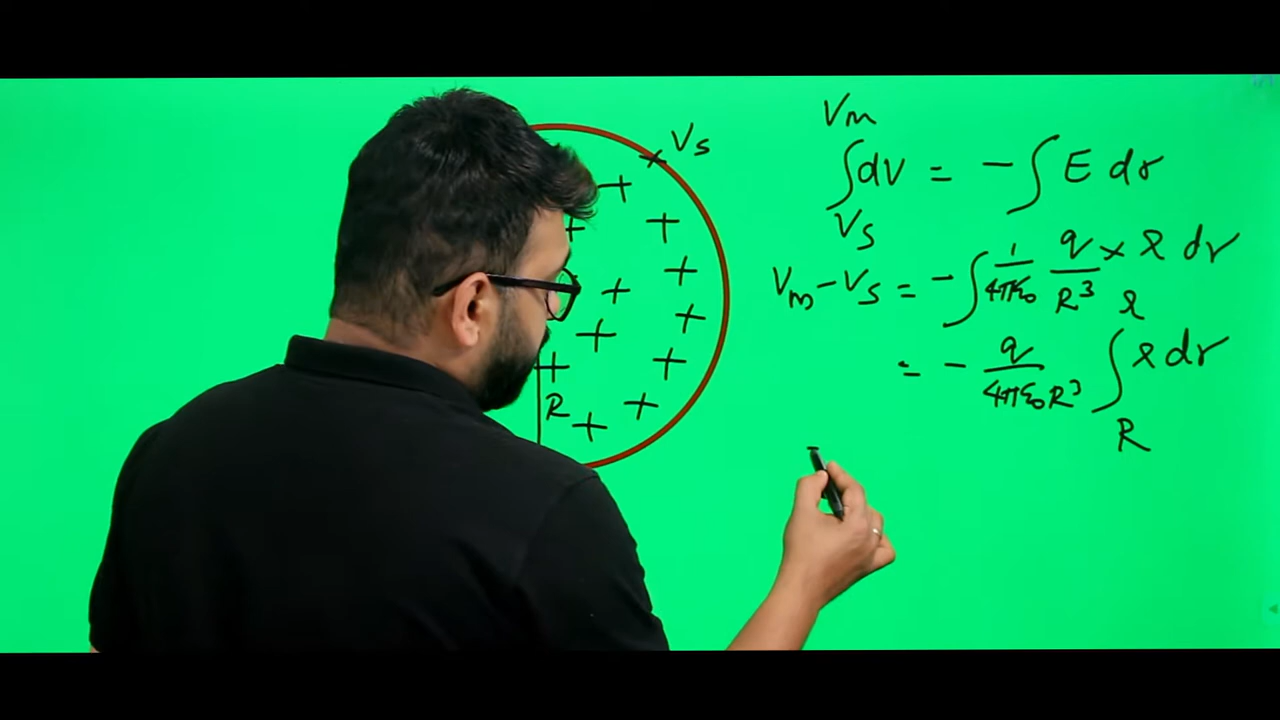 Vₘ
∫dV = - ∫ E dr
Vₛ
Vₘ - Vₛ = - ∫ 1/4πε₀ q/R³ × r dr
r
= - q/4πε₀R³ ∫ r dr
R
Vₛ
R